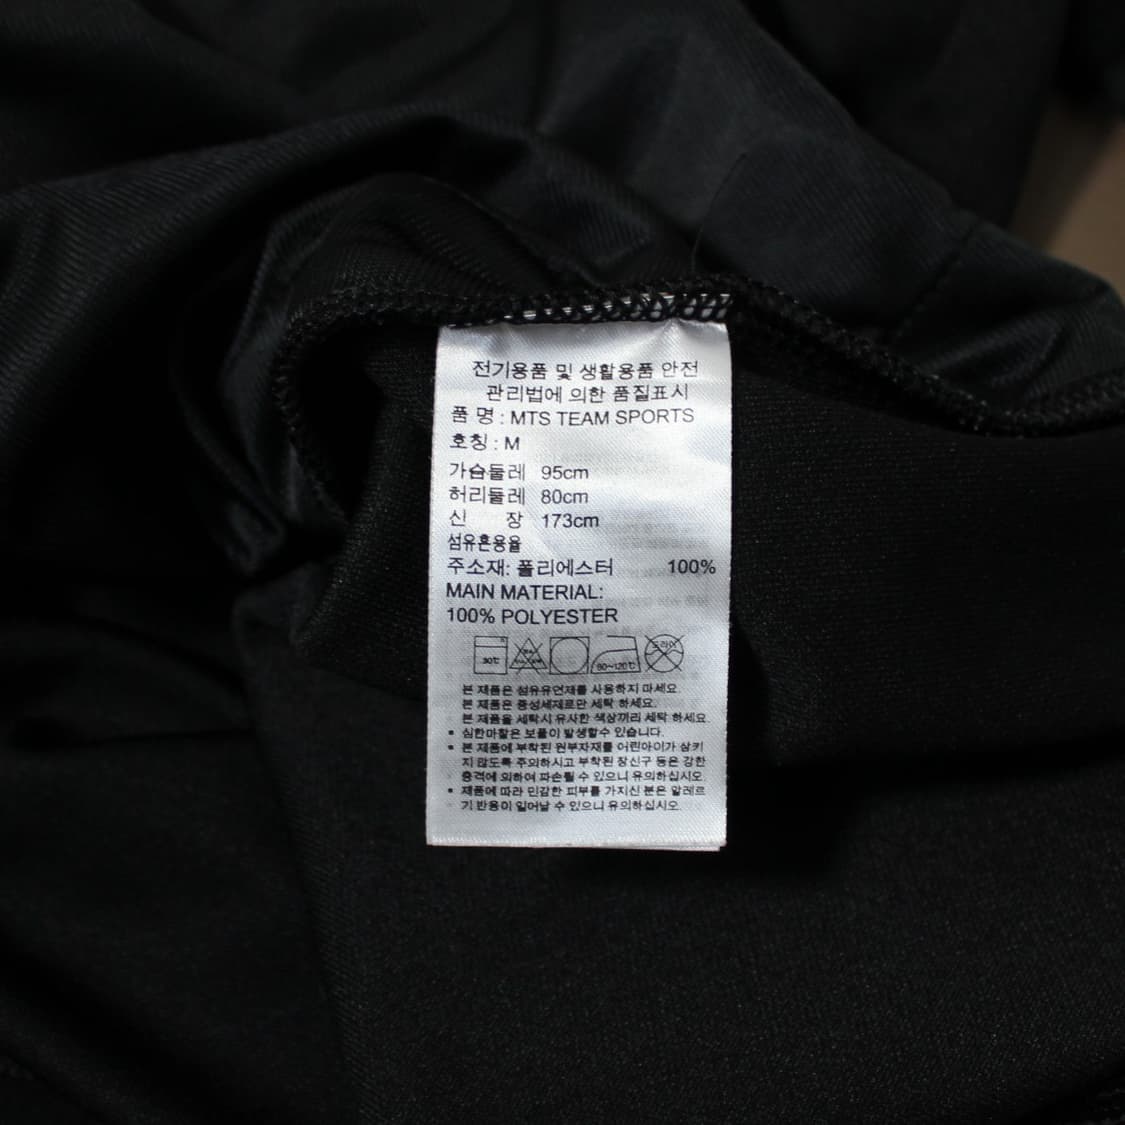 전기용품 및 생활용품 안전
관리법에 의한 품질표시
품 명 : MTS TEAM SPORTS
호칭 : M
가슴둘레 95cm
허리둘레 80cm
신 장 173cm
섬유혼용율
주소재: 폴리에스터 100%
MAIN MATERIAL:
100% POLYESTER
30℃ 80~120℃ 드라이
본 제품은 섬유유연제를 사용하지 마세요.
본 제품은 중성세제로만 세탁 하세요.
본 제품을 세탁시 유사한 색상끼리 세탁 하세요.
• 심한마찰은 보풀이 발생할수 있습니다.
• 본 제품에 부착된 원부자재를 어린아이가 삼키
지 않도록 주의하시고 부착된 장신구 등은 강한
충격에 의하여 파손될 수 있으니 유의하십시오.
• 제품에 따라 민감한 피부를 가지신 분은 알레르
기 반응이 일어날 수 있으니 유의하십시오.